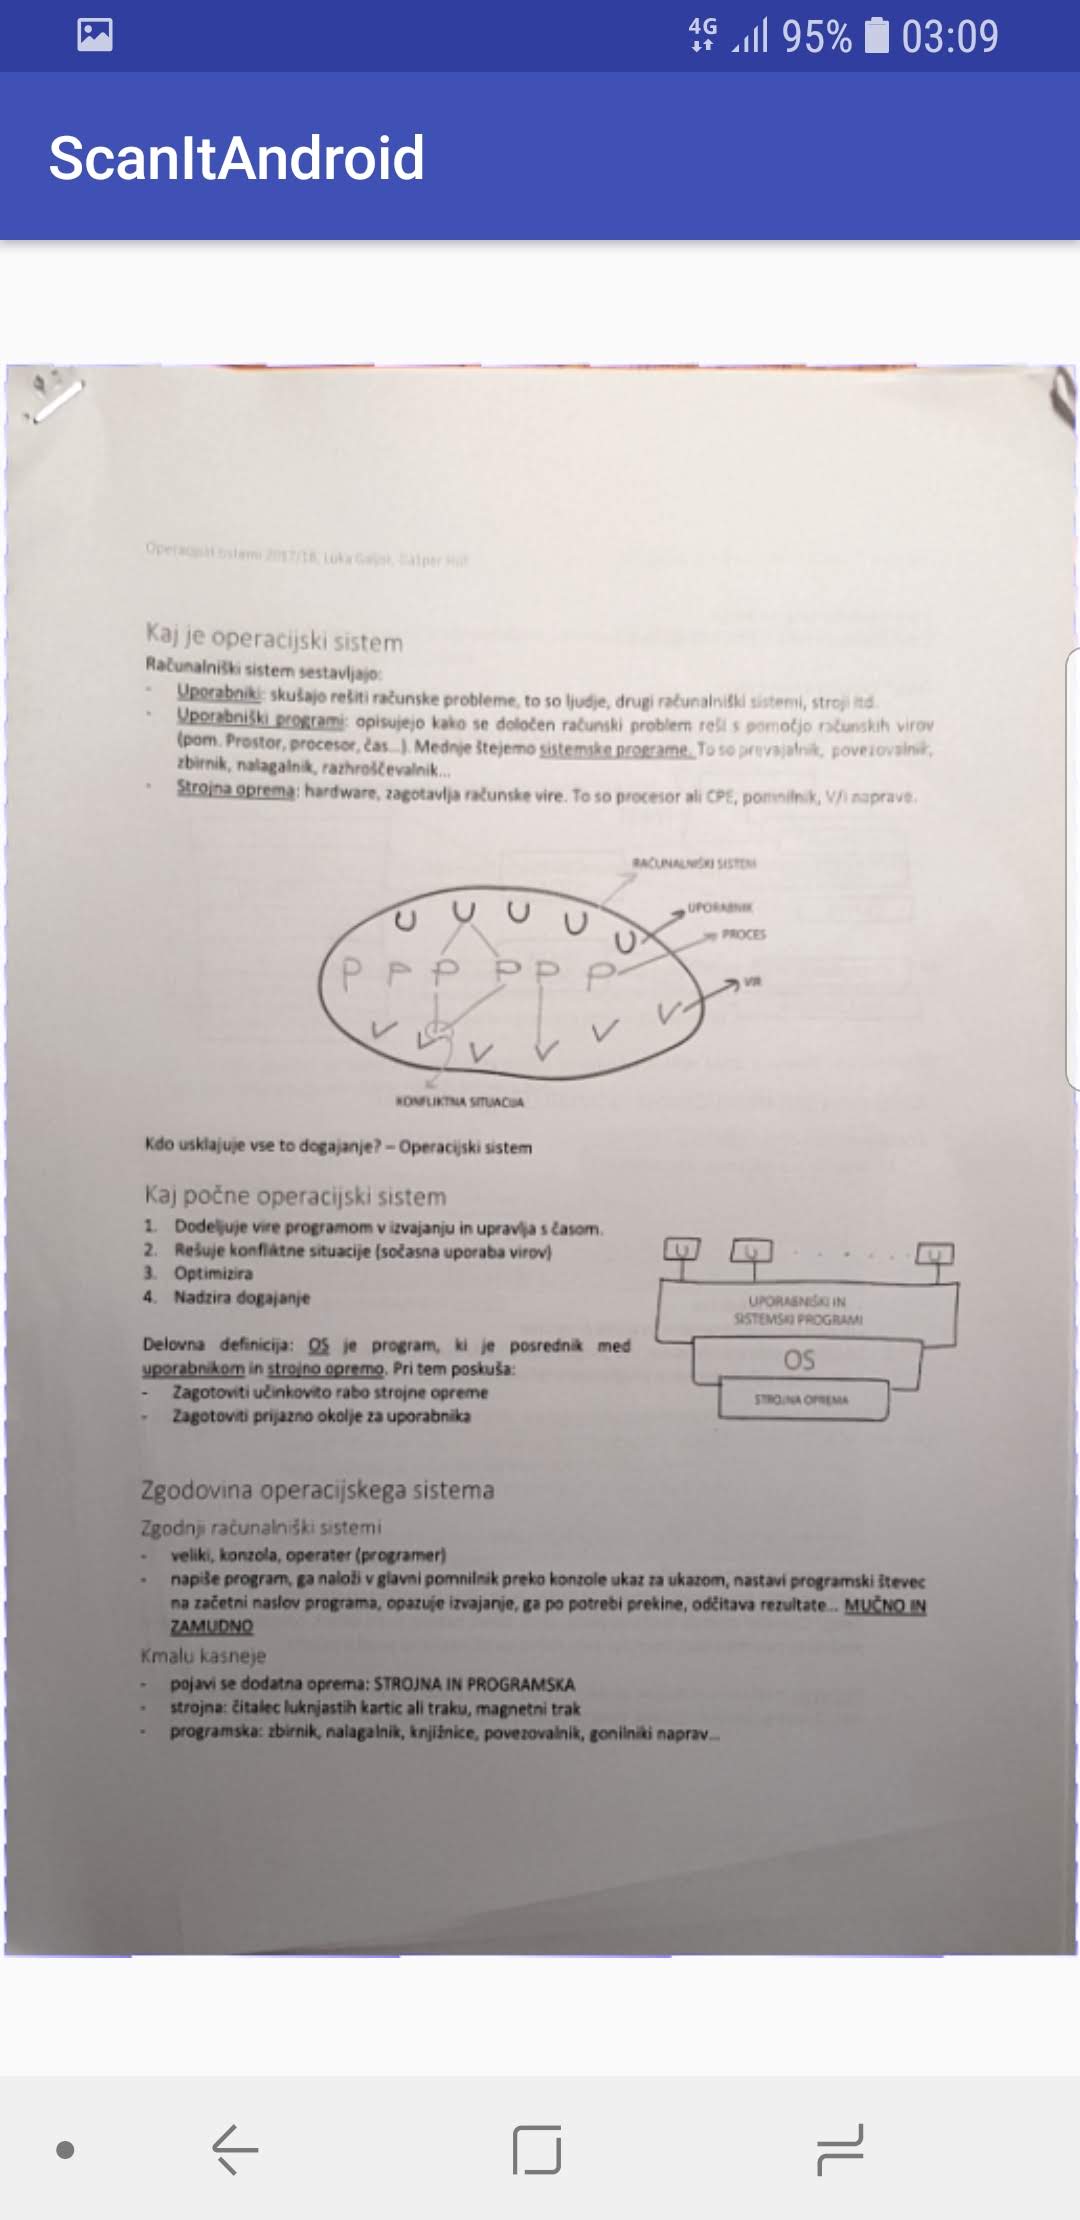 4G 95% 03:09
ScanItAndroid
2017/18, Luka
Kaj je operacijski sistem
Računalniški sistem sestavljajo:
- Uporabniki: skušajo rešiti računske probleme, to so ljudje, drugi računalniški sistemi, stroji itd.
- Uporabniški programi: opisujejo kako se določen računski problem reši s pomočjo računskih virov
(pom. Prostor, procesor, čas...). Mednje štejemo sistemske programe. To so prevajalnik, povezovalnik,
zbirnik, nalagalnik, razhroščevalnik...
- Strojna oprema: hardware, zagotavlja računske vire. To so procesor ali CPE, pomnilnik, V/I naprave.
RAČUNALNIŠKI SISTEM
UPORABNIK
U U U U U
PROCES
P P P P P P
VIR
V V V V V V
KONFLIKTNA SITUACIJA
Kdo usklajuje vse to dogajanje? – Operacijski sistem
Kaj počne operacijski sistem
1. Dodeljuje vire programom v izvajanju in upravlja s časom.
2. Rešuje konfliktne situacije (sočasna uporaba virov)
3. Optimizira
4. Nadzira dogajanje
U U . . . . . U
UPORABNIŠKI IN
SISTEMSKI PROGRAMI
OS
STROJNA OPREMA
Delovna definicija: OS je program, ki je posrednik med
uporabnikom in strojno opremo. Pri tem poskuša:
- Zagotoviti učinkovito rabo strojne opreme
- Zagotoviti prijazno okolje za uporabnika
Zgodovina operacijskega sistema
Zgodnji računalniški sistemi
- veliki, konzola, operater (programer)
- napiše program, ga naloži v glavni pomnilnik preko konzole ukaz za ukazom, nastavi programski števec
na začetni naslov programa, opazuje izvajanje, ga po potrebi prekine, odčitava rezultate... MUČNO IN
ZAMUDNO
Kmalu kasneje
- pojavi se dodatna oprema: STROJNA IN PROGRAMSKA
- strojna: čitalec luknjastih kartic ali traku, magnetni trak
- programska: zbirnik, nalagalnik, knjižnice, povezovalnik, gonilniki naprav...